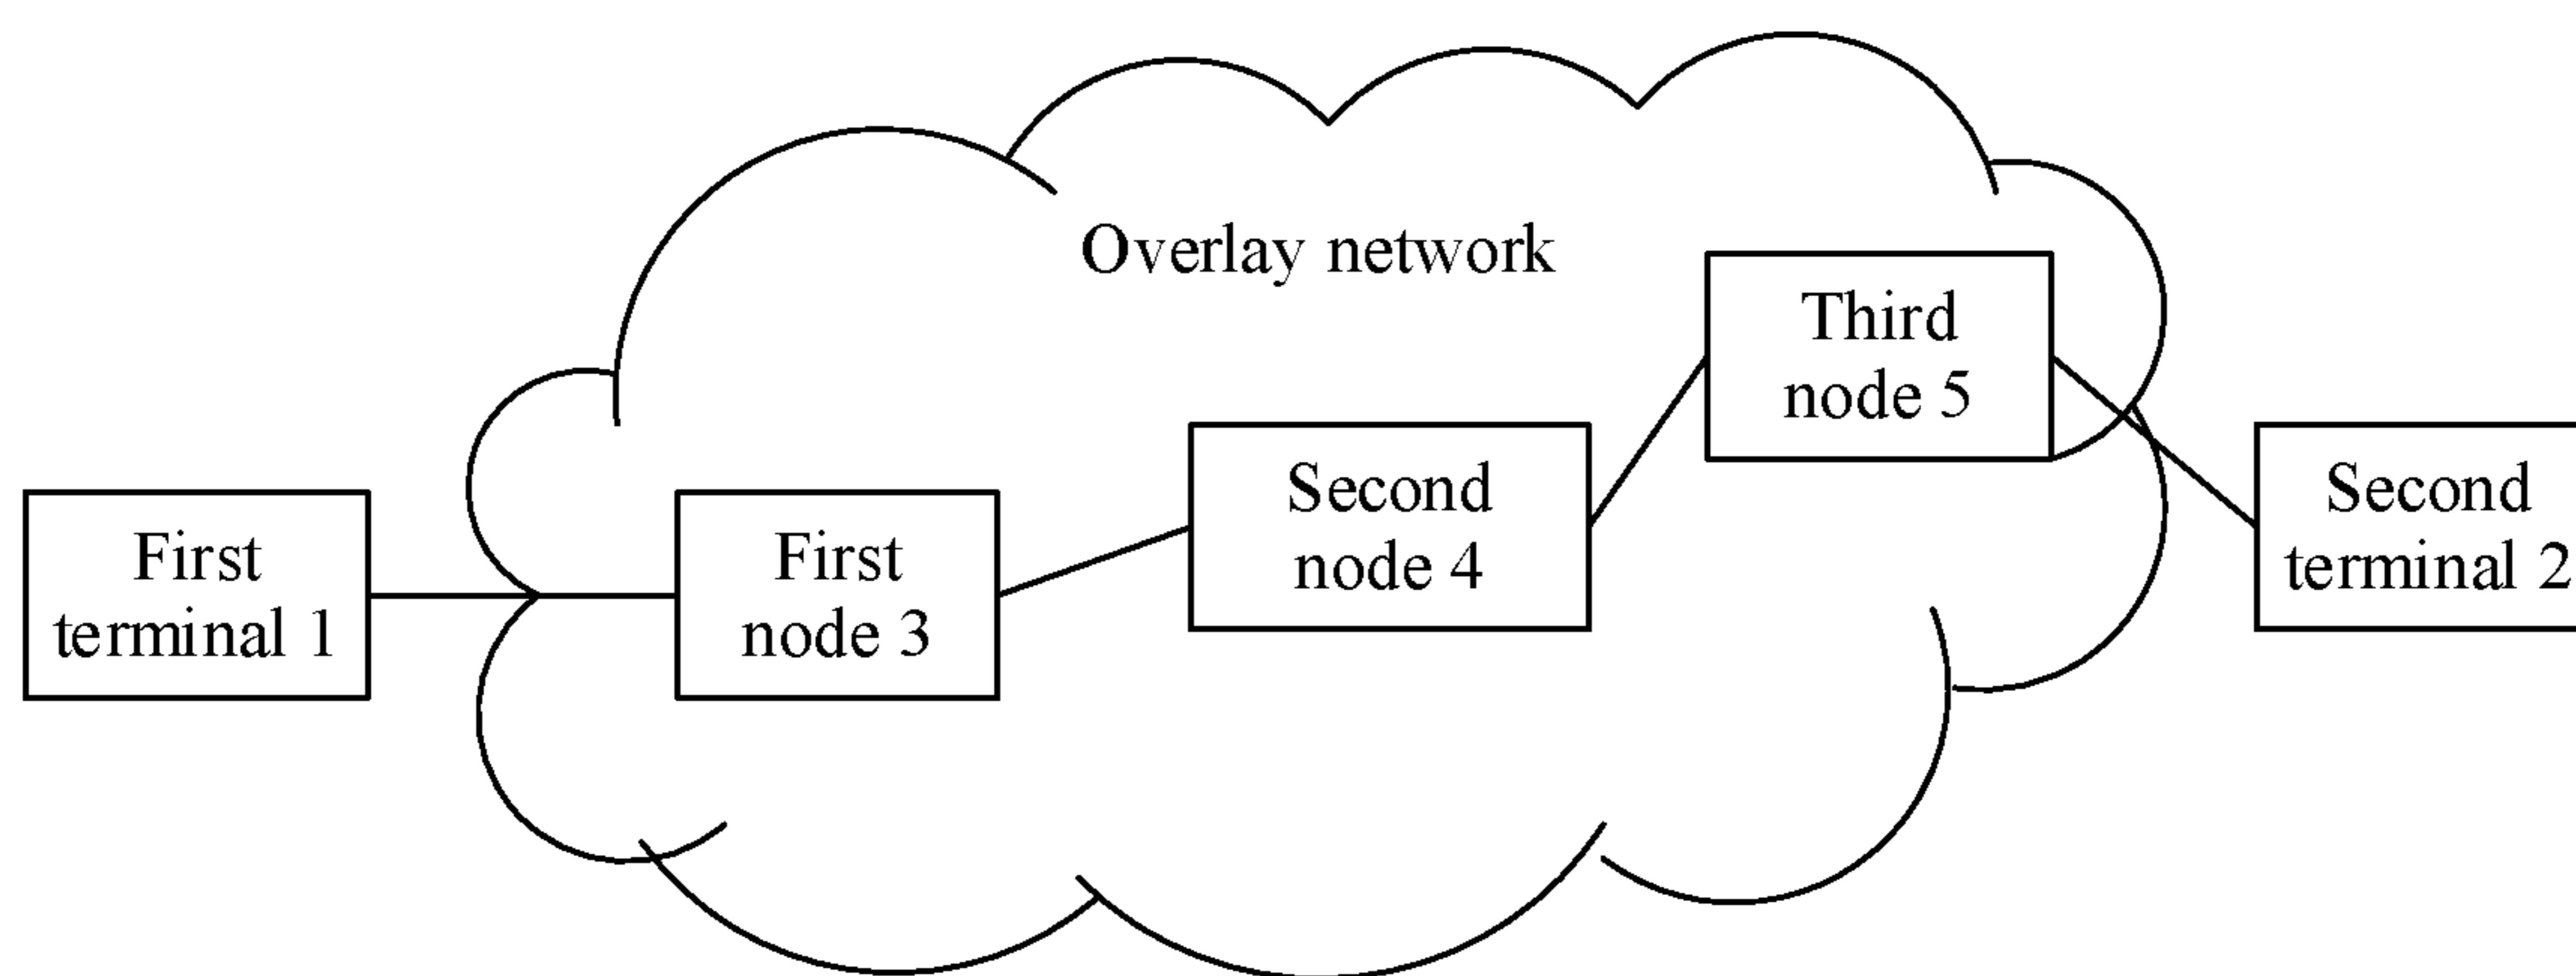 Overlay network
Third
node 5
Second
node 4
Second
terminal 2
First
terminal 1
First
node 3